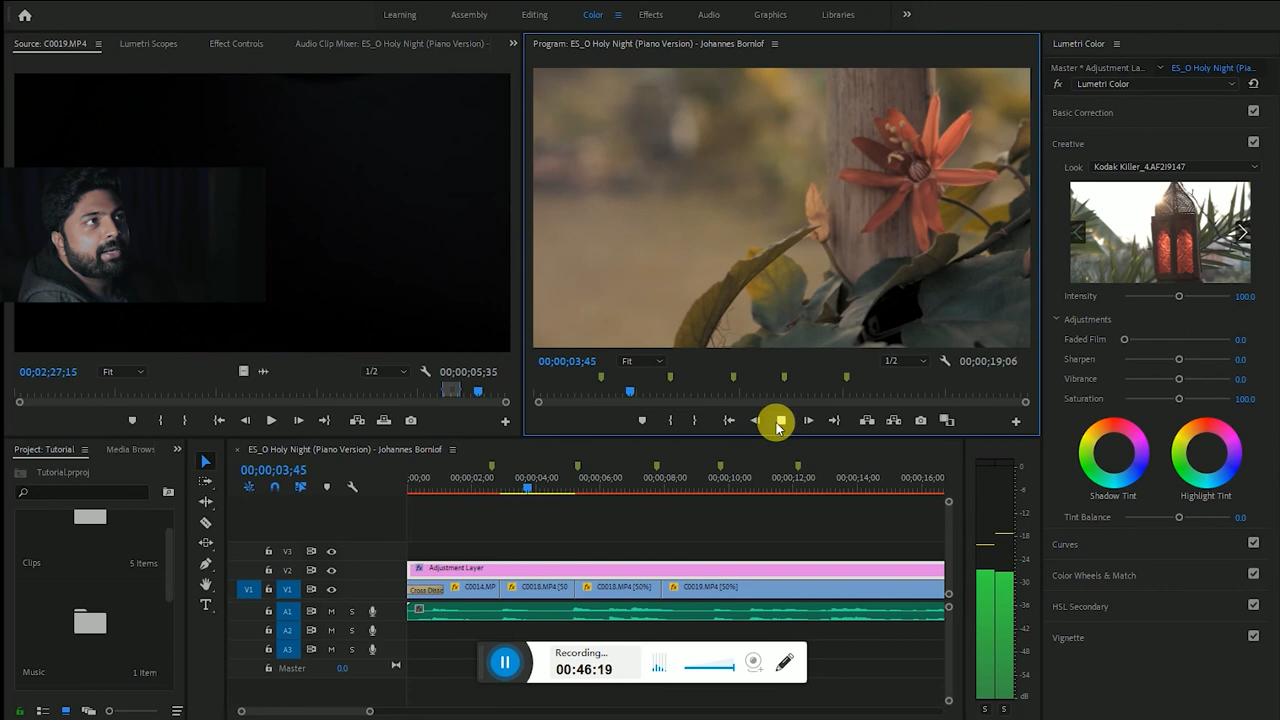 Learning Assembly Editing Color Effects Audio Graphics Libraries
Source: C0019.MP4 Lumetri Scopes Effect Controls Audio Clip Mixer: ES_O Holy Night (Piano Version) -
00;02;27;15 Fit 1/2 00;00;05;35
Program: ES_O Holy Night (Piano Version) - Johannes Bornlof
00;00;03;45 Fit 1/2 00;00;19;06
Lumetri Color
Master * Adjustment La... ES_O Holy Night (Pia...
fx Lumetri Color
Basic Correction
Creative
Look Kodak Killer_4.AF2I9147
Intensity 100.0
Adjustments
Faded Film 0.0
Sharpen 0.0
Vibrance 0.0
Saturation 100.0
Shadow Tint Highlight Tint
Tint Balance 0.0
Curves
Color Wheels & Match
HSL Secondary
Vignette
Project: Tutorial Media Brows
Tutorial.prproj
Clips 5 Items
Music 1 Item
× ES_O Holy Night (Piano Version) - Johannes Bornlof
00;00;03;45
;00;00 00;00;02;00 00;00;04;00 00;00;06;00 00;00;08;00 00;00;10;00 00;00;12;00 00;00;14;00 00;00;16;00
V3
V2 fx Adjustment Layer
V1 V1 Cross Disso fx C0014.MP fx C0018.MP4 [50 fx C0018.MP4 [50%] fx C0019.MP4 [50%]
A1 M S fx
A2 M S
A3 M S
Master 0.0
0
-6
-12
-18
-24
-30
-36
-42
-48
-54
dB
S S
Recording...
00:46:19